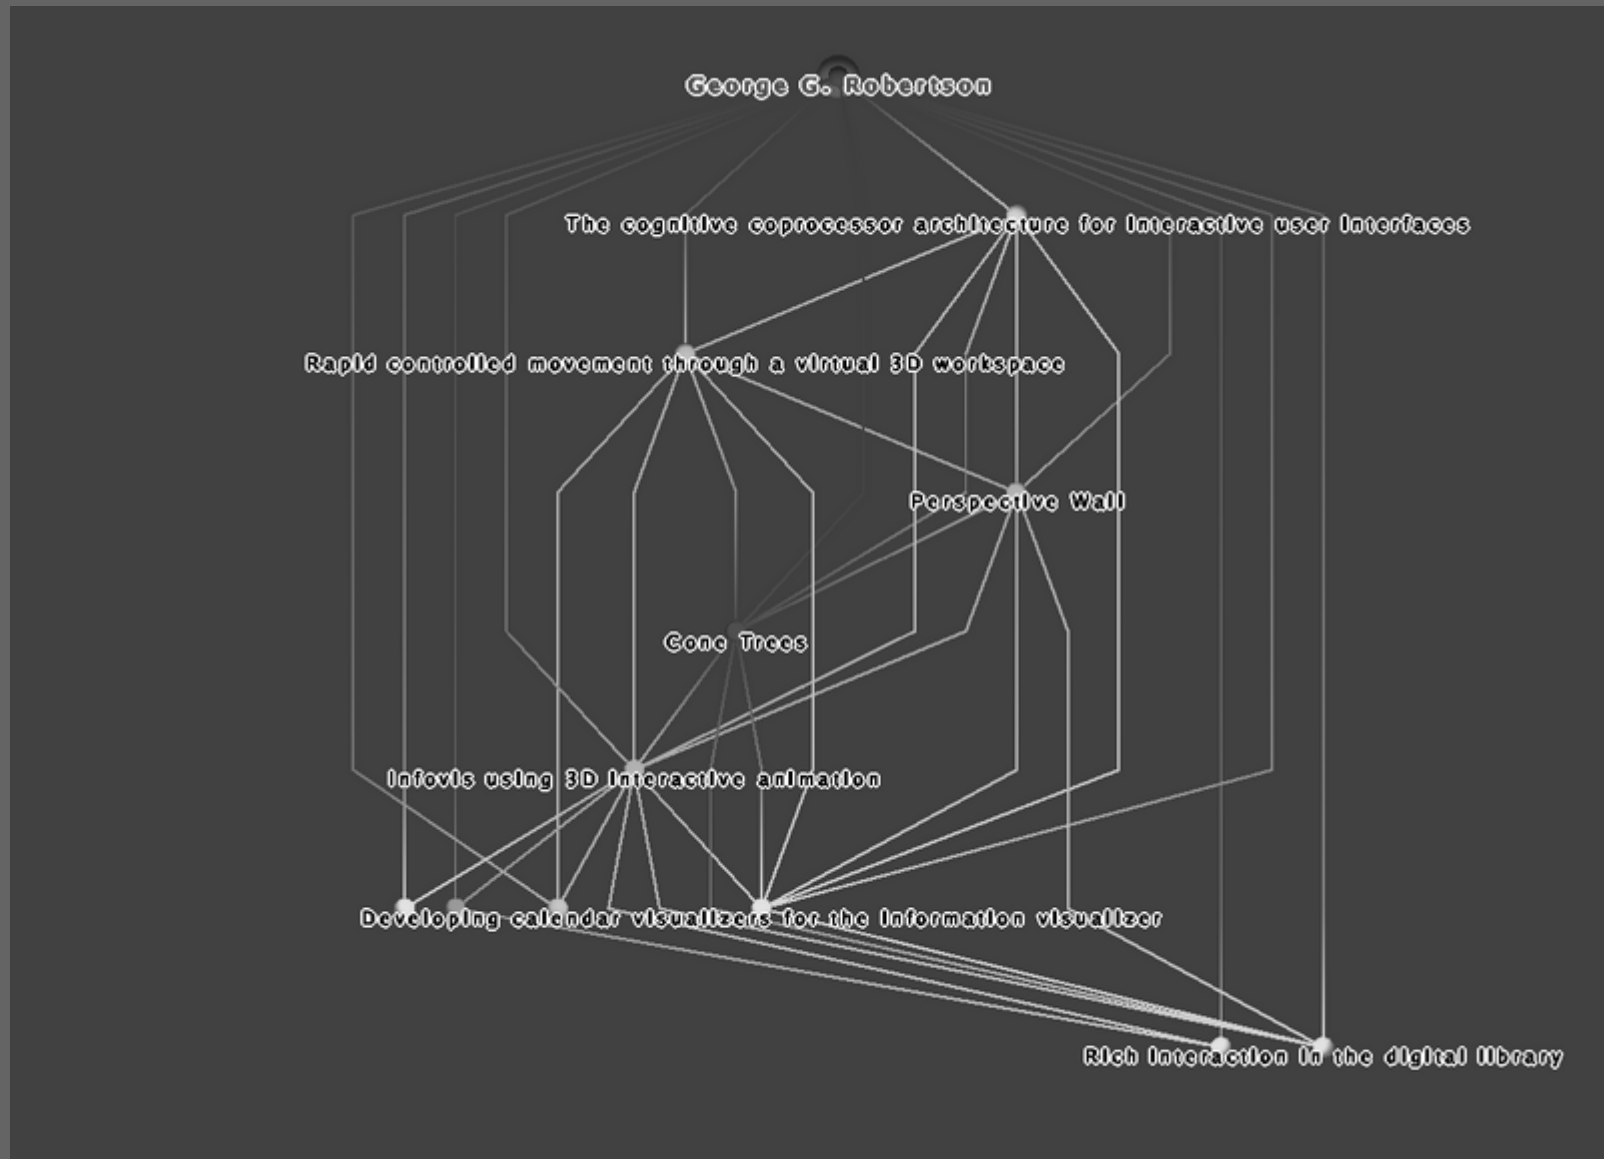 George G. Robertson
The cognitive coprocessor architecture for interactive user interfaces
Rapid controlled movement through a virtual 3D workspace
Perspective Wall
Cone Trees
Infovis using 3D interactive animation
Developing calendar visualizers for the information visualizer
Rich interaction in the digital library